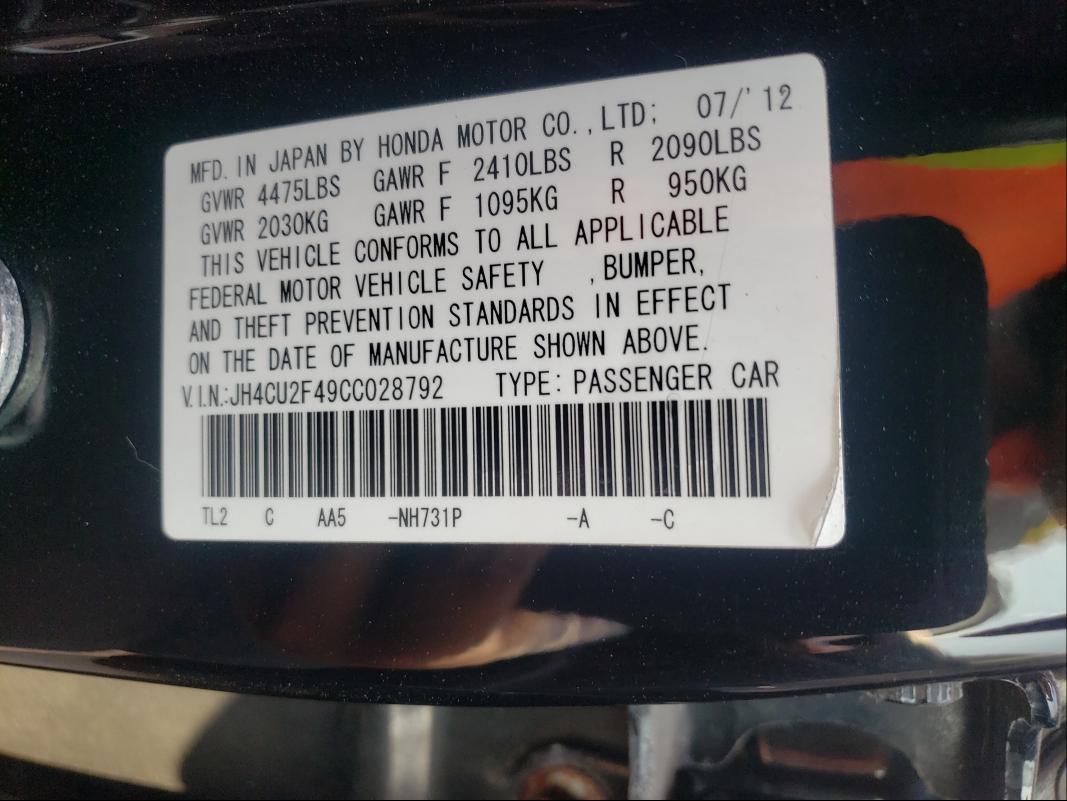 MFD. IN JAPAN BY HONDA MOTOR CO.,LTD; 07/'12
GVWR 4475LBS GAWR F 2410LBS R 2090LBS
GVWR 2030KG GAWR F 1095KG R 950KG
THIS VEHICLE CONFORMS TO ALL APPLICABLE
FEDERAL MOTOR VEHICLE SAFETY ,BUMPER,
AND THEFT PREVENTION STANDARDS IN EFFECT
ON THE DATE OF MANUFACTURE SHOWN ABOVE.
V.I.N.:JH4CU2F49CC028792 TYPE: PASSENGER CAR
TL2 C AA5 -NH731P -A -C